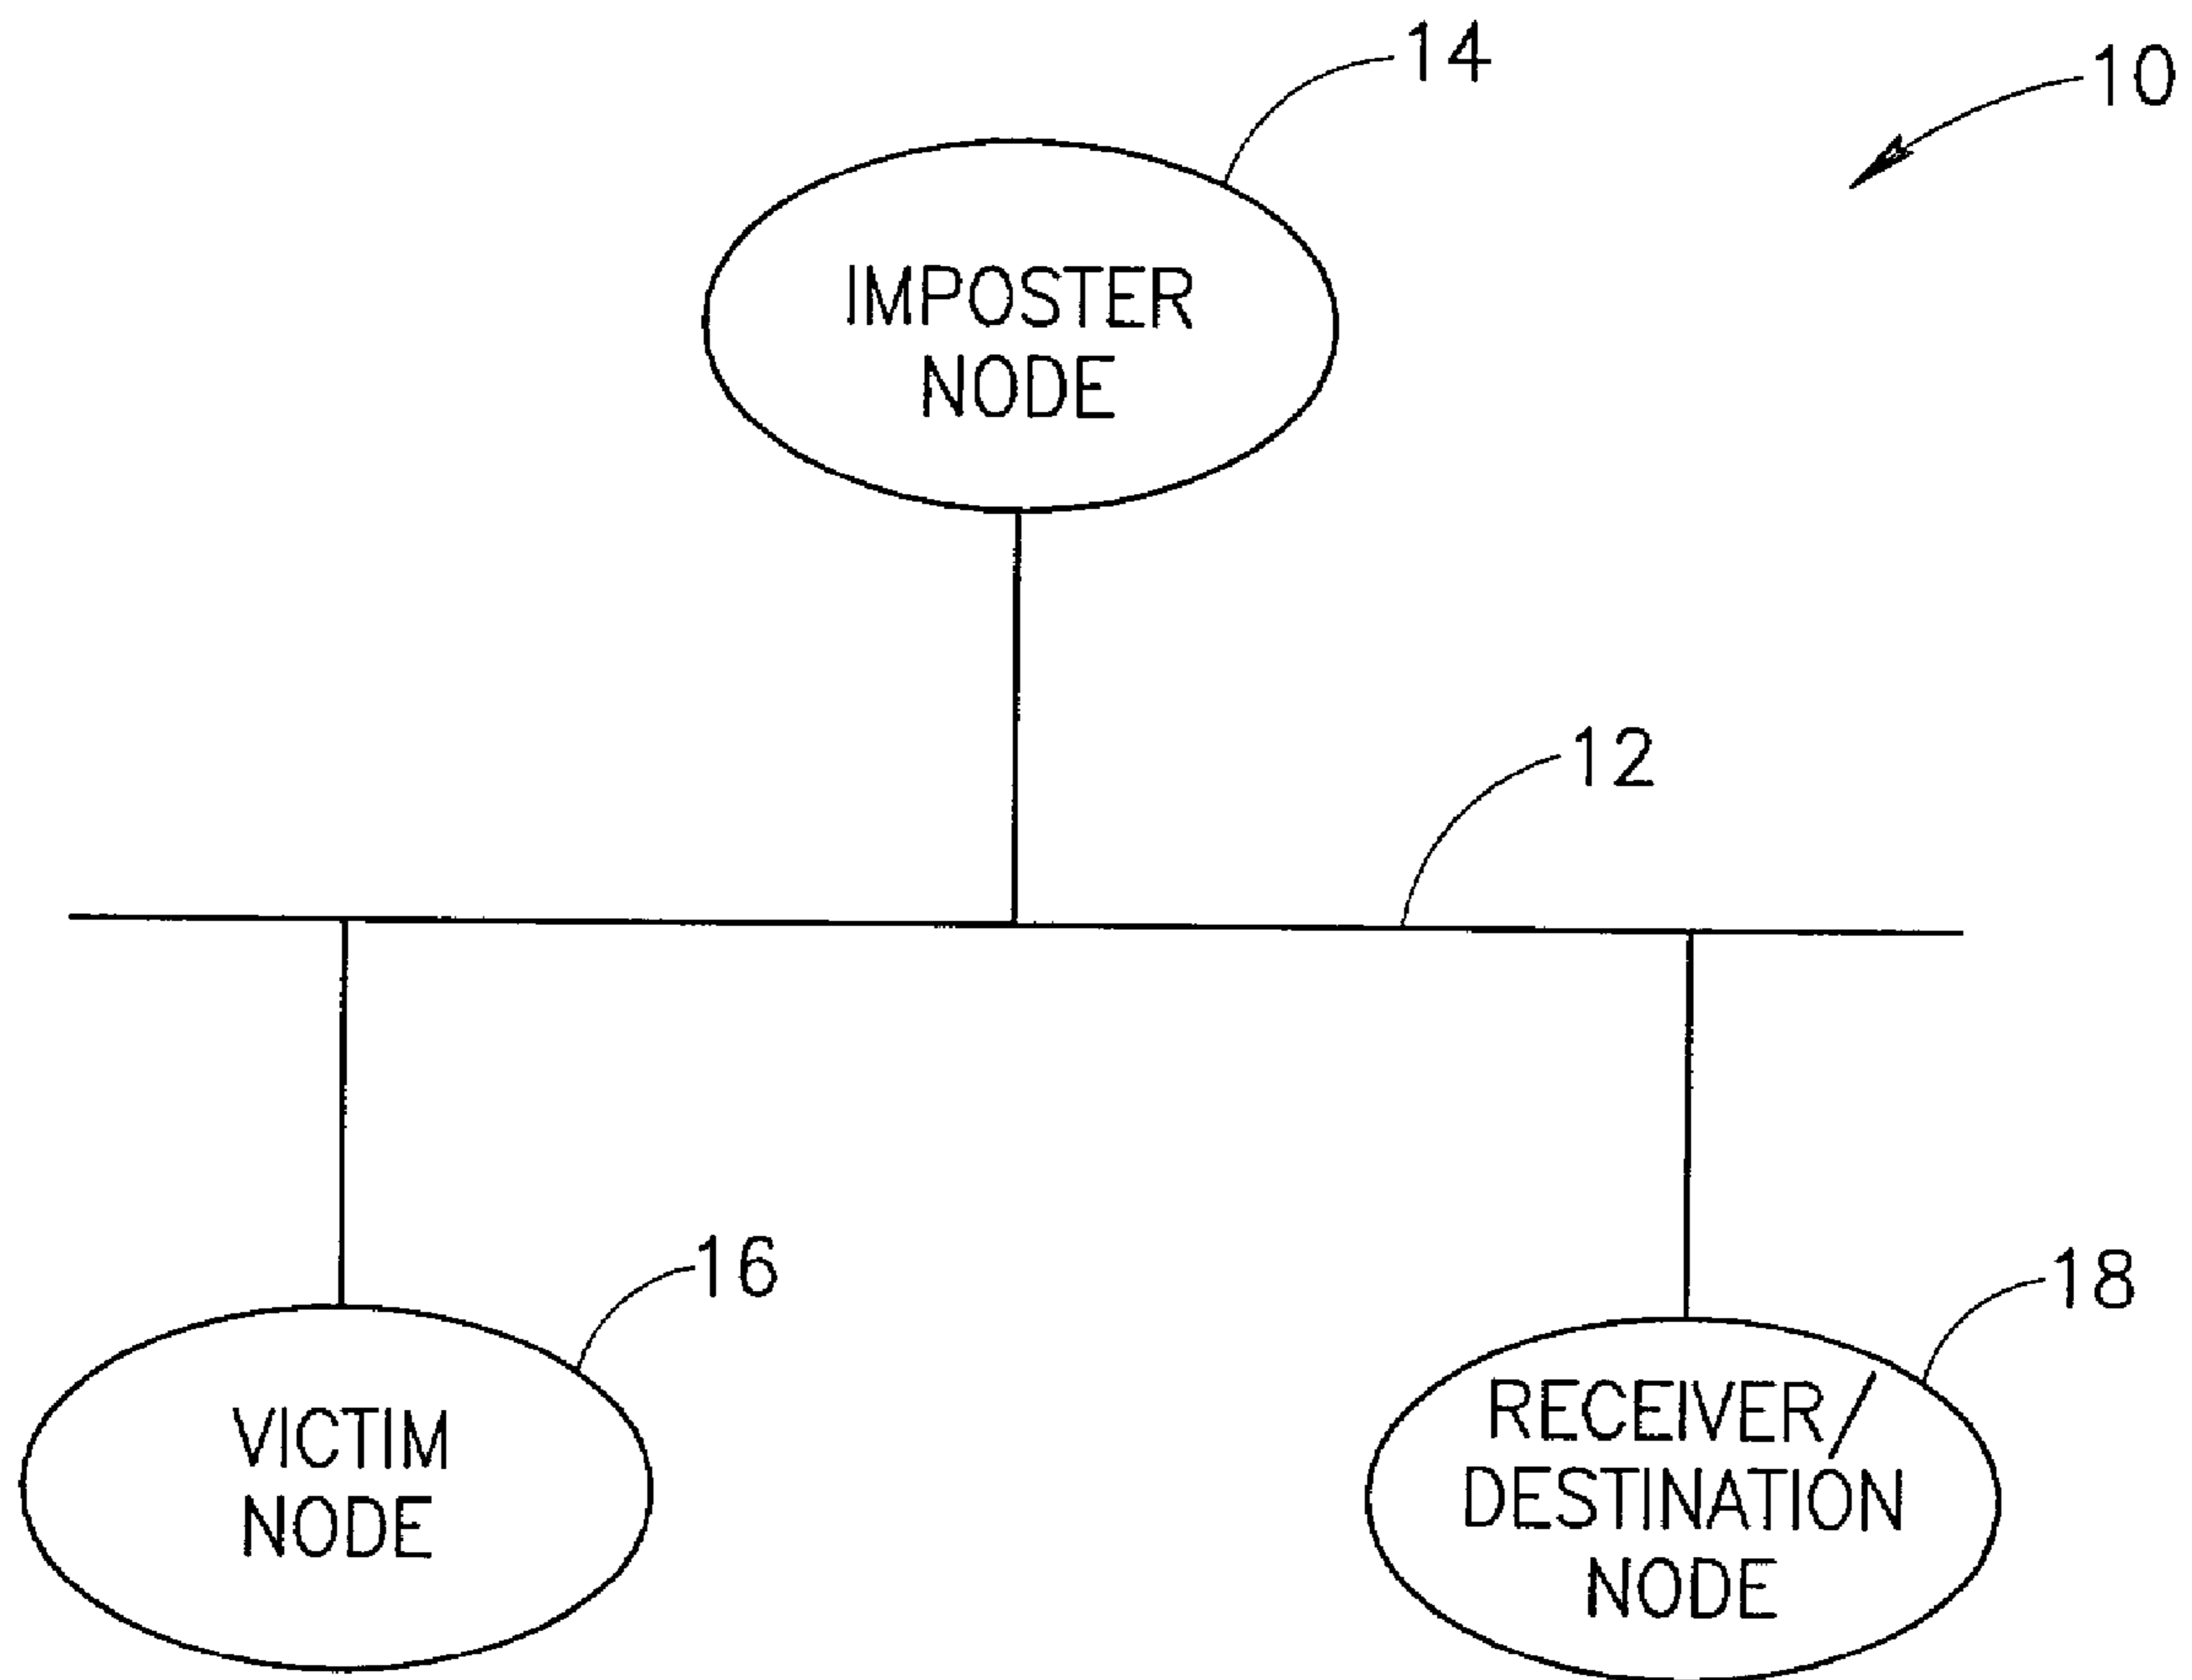 14
10
IMPOSTER
NODE
12
16
18
VICTIM
NODE
RECEIVER/
DESTINATION
NODE